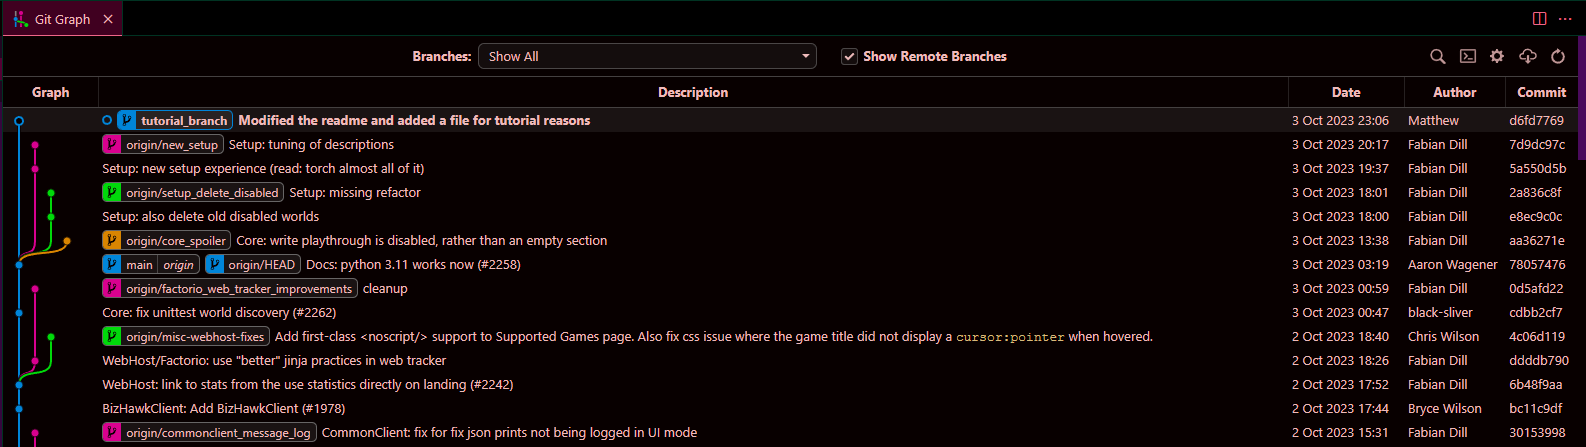 Git Graph
Branches: Show All Show Remote Branches
Graph Description Date Author Commit
tutorial_branch Modified the readme and added a file for tutorial reasons 3 Oct 2023 23:06 Matthew d6fd7769
origin/new_setup Setup: tuning of descriptions 3 Oct 2023 20:17 Fabian Dill 7d9dc97c
Setup: new setup experience (read: torch almost all of it) 3 Oct 2023 19:37 Fabian Dill 5a550d5b
origin/setup_delete_disabled Setup: missing refactor 3 Oct 2023 18:01 Fabian Dill 2a836c8f
Setup: also delete old disabled worlds 3 Oct 2023 18:00 Fabian Dill e8ec9c0c
origin/core_spoiler Core: write playthrough is disabled, rather than an empty section 3 Oct 2023 13:38 Fabian Dill aa36271e
main origin origin/HEAD Docs: python 3.11 works now (#2258) 3 Oct 2023 03:19 Aaron Wagener 78057476
origin/factorio_web_tracker_improvements cleanup 3 Oct 2023 00:59 Fabian Dill 0d5afd22
Core: fix unittest world discovery (#2262) 3 Oct 2023 00:47 black-sliver cdbb2cf7
origin/misc-webhost-fixes Add first-class <noscript/> support to Supported Games page. Also fix css issue where the game title did not display a cursor:pointer when hovered. 2 Oct 2023 18:40 Chris Wilson 4c06d119
WebHost/Factorio: use "better" jinja practices in web tracker 2 Oct 2023 18:26 Fabian Dill ddddb790
WebHost: link to stats from the use statistics directly on landing (#2242) 2 Oct 2023 17:52 Fabian Dill 6b48f9aa
BizHawkClient: Add BizHawkClient (#1978) 2 Oct 2023 17:44 Bryce Wilson bc11c9df
origin/commonclient_message_log CommonClient: fix for fix json prints not being logged in UI mode 2 Oct 2023 15:31 Fabian Dill 30153998